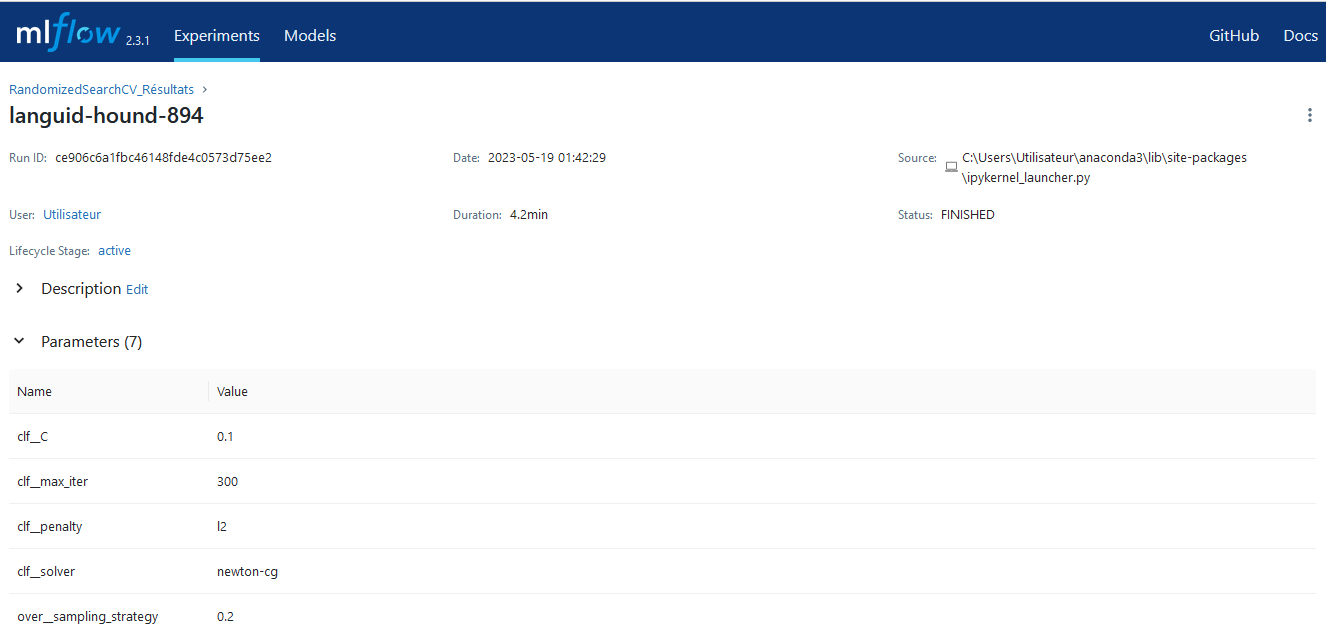 mlflow 2.3.1 Experiments Models GitHub Docs
RandomizedSearchCV_Résultats >
languid-hound-894
Run ID: ce906c6a1fbc46148fde4c0573d75ee2 Date: 2023-05-19 01:42:29 Source: C:\Users\Utilisateur\anaconda3\lib\site-packages
\ipykernel_launcher.py
User: Utilisateur Duration: 4.2min Status: FINISHED
Lifecycle Stage: active
Description Edit
Parameters (7)
Name Value
clf__C 0.1
clf__max_iter 300
clf__penalty l2
clf__solver newton-cg
over__sampling_strategy 0.2